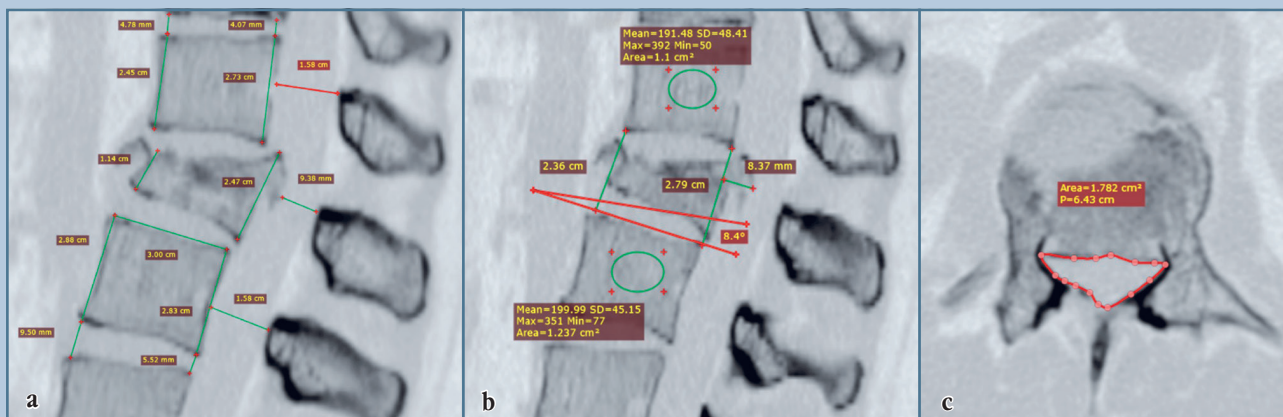 4.78 mm
4.07 mm
2.45 cm
2.73 cm
1.58 cm
1.14 cm
2.47 cm
9.38 mm
2.88 cm
3.00 cm
2.83 cm
1.58 cm
9.50 mm
5.52 mm
a
Mean=191.48 SD=48.41
Max=392 Min=50
Area=1.1 cm²
2.36 cm
8.37 mm
2.79 cm
8.4°
Mean=199.99 SD=45.15
Max=351 Min=77
Area=1.237 cm²
b
Area=1.782 cm²
P=6.43 cm
c